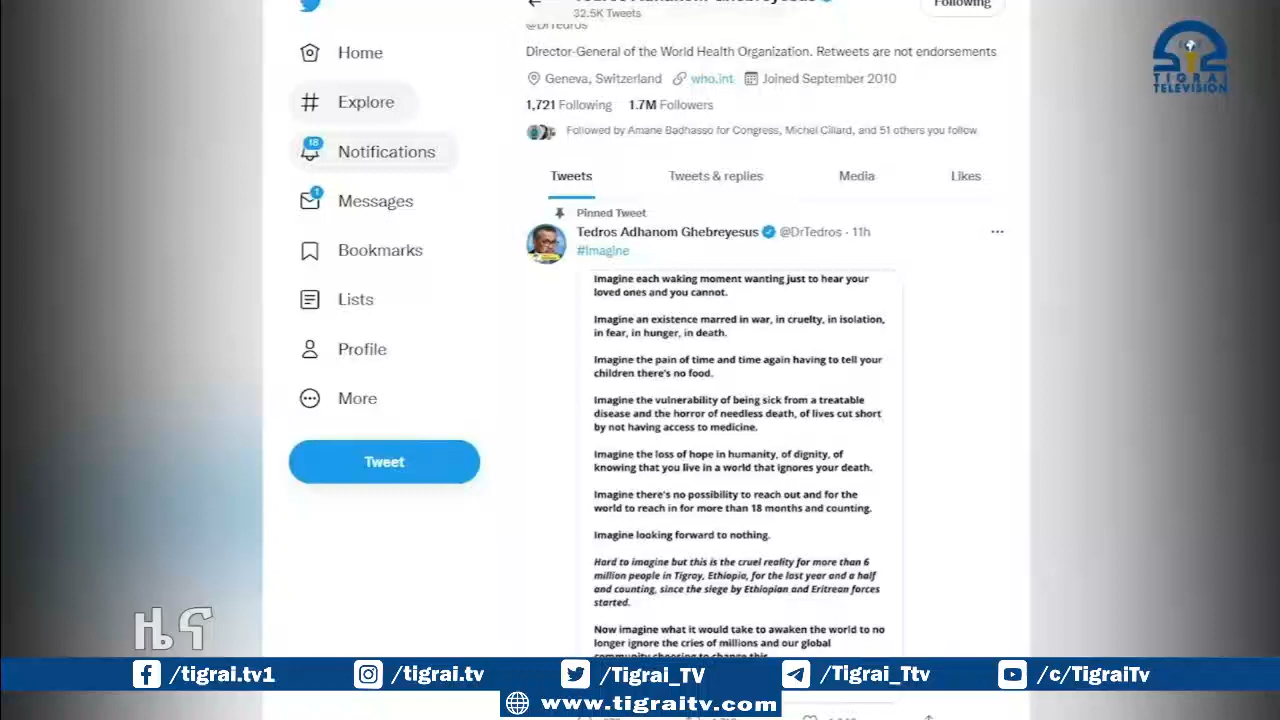 Following
32.5K Tweets
Director-General of the World Health Organization. Retweets are not endorsements
Geneva, Switzerland who.int Joined September 2010
1,721 Following 1.7M Followers
Followed by Amane Badhasso for Congress, Michel Cillard, and 51 others you follow
Tweets Tweets & replies Media Likes
Home
Explore
18
Notifications
1
Messages
Bookmarks
Lists
Profile
More
Tweet
Pinned Tweet
Tedros Adhanom Ghebreyesus @DrTedros · 11h
#Imagine
Imagine each waking moment wanting just to hear your
loved ones and you cannot.
Imagine an existence marred in war, in cruelty, in isolation,
in fear, in hunger, in death.
Imagine the pain of time and time again having to tell your
children there's no food.
Imagine the vulnerability of being sick from a treatable
disease and the horror of needless death, of lives cut short
by not having access to medicine.
Imagine the loss of hope in humanity, of dignity, of
knowing that you live in a world that ignores your death.
Imagine there's no possibility to reach out and for the
world to reach in for more than 18 months and counting.
Imagine looking forward to nothing.
Hard to imagine but this is the cruel reality for more than 6
million people in Tigray, Ethiopia, for the last year and a half
and counting, since the siege by Ethiopian and Eritrean forces
started.
Now imagine what it would take to awaken the world to no
longer ignore the cries of millions and our global
TIGRAI
TELEVISION
ዜና
/tigrai.tv1 /tigrai.tv /Tigrai_TV /Tigrai_Ttv /c/TigraiTv
www.tigraitv.com